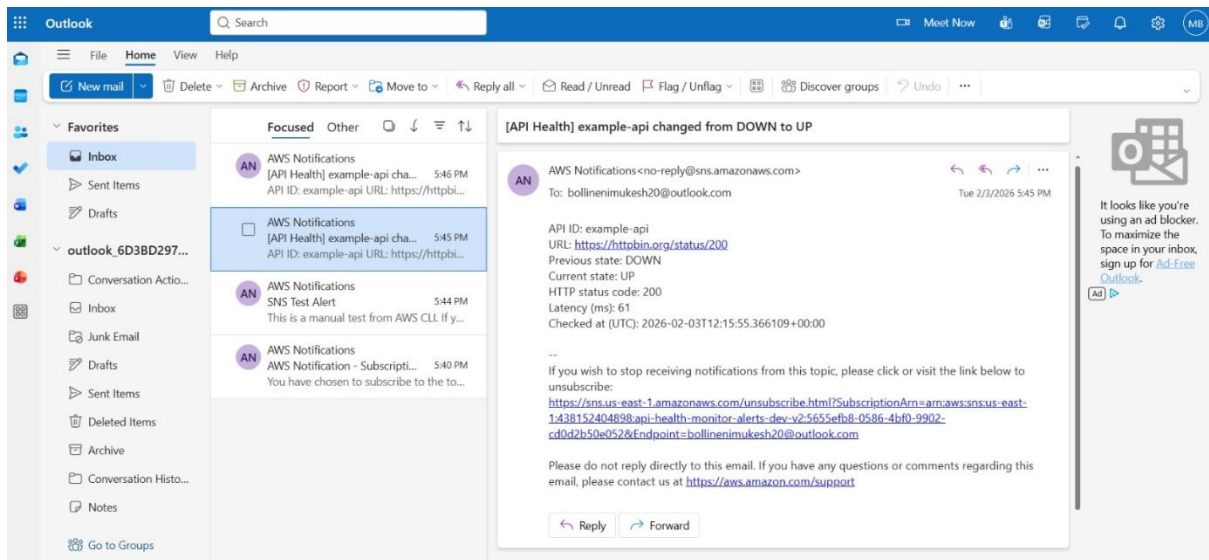 Outlook
Search
Meet Now
MB
File Home View Help
New mail Delete Archive Report Move to Reply all Read / Unread Flag / Unflag Discover groups Undo ...
Favorites
Inbox
Sent Items
Drafts
outlook_6D3BD297...
Conversation Actio...
Inbox
Junk Email
Drafts
Sent Items
Deleted Items
Archive
Conversation Histo...
Notes
Go to Groups
Focused Other
AN
AWS Notifications
[API Health] example-api cha... 5:46 PM
API ID: example-api URL: https://httpbi...
AWS Notifications
[API Health] example-api cha... 5:45 PM
API ID: example-api URL: https://httpbi...
AN
AWS Notifications
SNS Test Alert 5:44 PM
This is a manual test from AWS CLI. If y...
AN
AWS Notifications
AWS Notification - Subscripti... 5:40 PM
You have chosen to subscribe to the to...
[API Health] example-api changed from DOWN to UP
AN
AWS Notifications<no-reply@sns.amazonaws.com>
To: bollinenimukesh20@outlook.com
Tue 2/3/2026 5:45 PM
API ID: example-api
URL: https://httpbin.org/status/200
Previous state: DOWN
Current state: UP
HTTP status code: 200
Latency (ms): 61
Checked at (UTC): 2026-02-03T12:15:55.366109+00:00
--
If you wish to stop receiving notifications from this topic, please click or visit the link below to
unsubscribe:
https://sns.us-east-1.amazonaws.com/unsubscribe.html?SubscriptionArn=arn:aws:sns:us-east-
1:438152404898:api-health-monitor-alerts-dev-v2:5655efb8-0586-4bf0-9902-
cd0d2b50e052&Endpoint=bollinenimukesh20@outlook.com
Please do not reply directly to this email. If you have any questions or comments regarding this
email, please contact us at https://aws.amazon.com/support
Reply Forward
It looks like you're
using an ad blocker.
To maximize the
space in your inbox,
sign up for Ad-Free
Outlook.
Ad